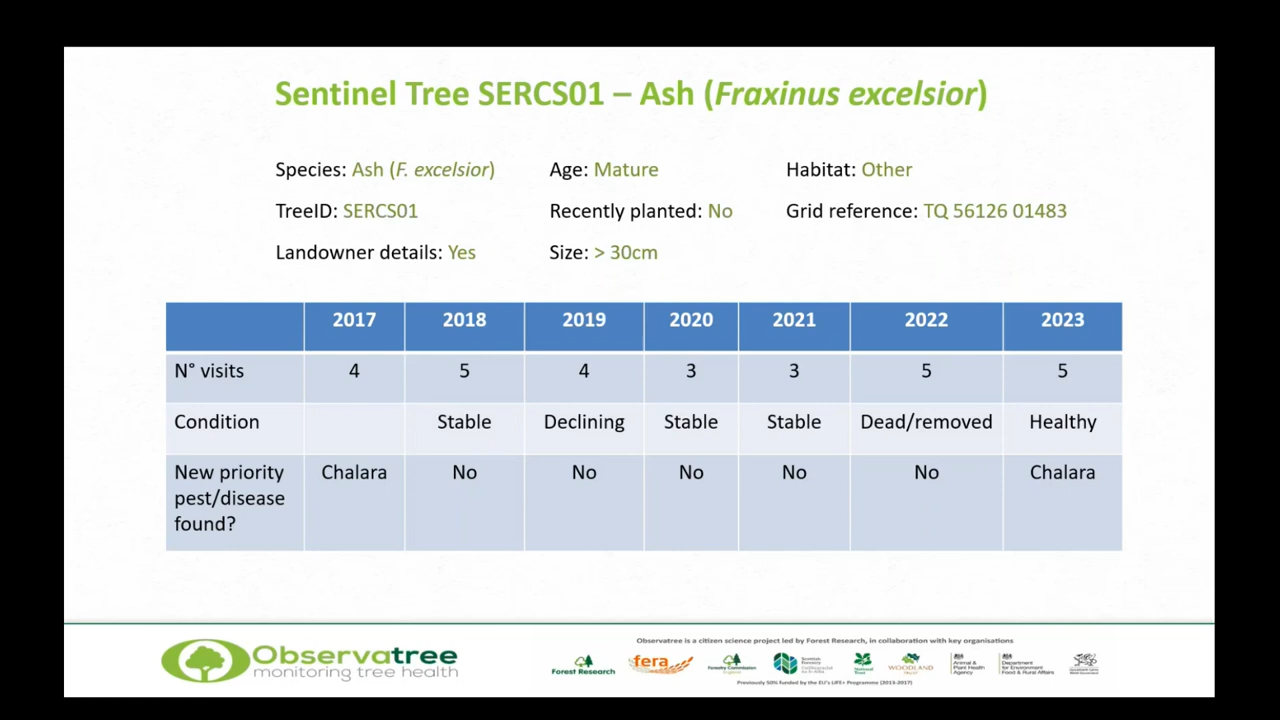 Sentinel Tree SERCS01 – Ash (Fraxinus excelsior)
Species: Ash (F. excelsior) Age: Mature Habitat: Other
TreeID: SERCS01 Recently planted: No Grid reference: TQ 56126 01483
Landowner details: Yes Size: > 30cm
2017 2018 2019 2020 2021 2022 2023
N° visits 4 5 4 3 3 5 5
Condition Stable Declining Stable Stable Dead/removed Healthy
New priority Chalara No No No No No Chalara
pest/disease
found?
Observatree is a citizen science project led by Forest Research, in collaboration with key organisations
Observatree
monitoring tree health
Forest Research
fera
Forestry Commission
England
Scottish
Forestry
National
Trust
WOODLAND
TRUST
Animal &
Plant Health
Agency
Department
for Environment
Food & Rural Affairs
Previously 50% funded by the EU's LIFE+ Programme (2013-2017)